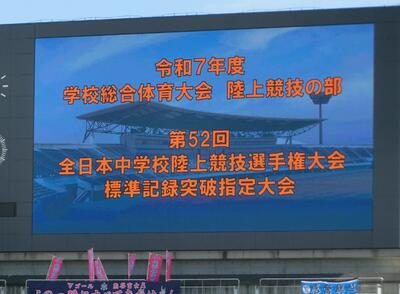 令和7年度
学校総合体育大会　陸上競技の部
第52回
全日本中学校陸上競技選手権大会
標準記録突破指定大会